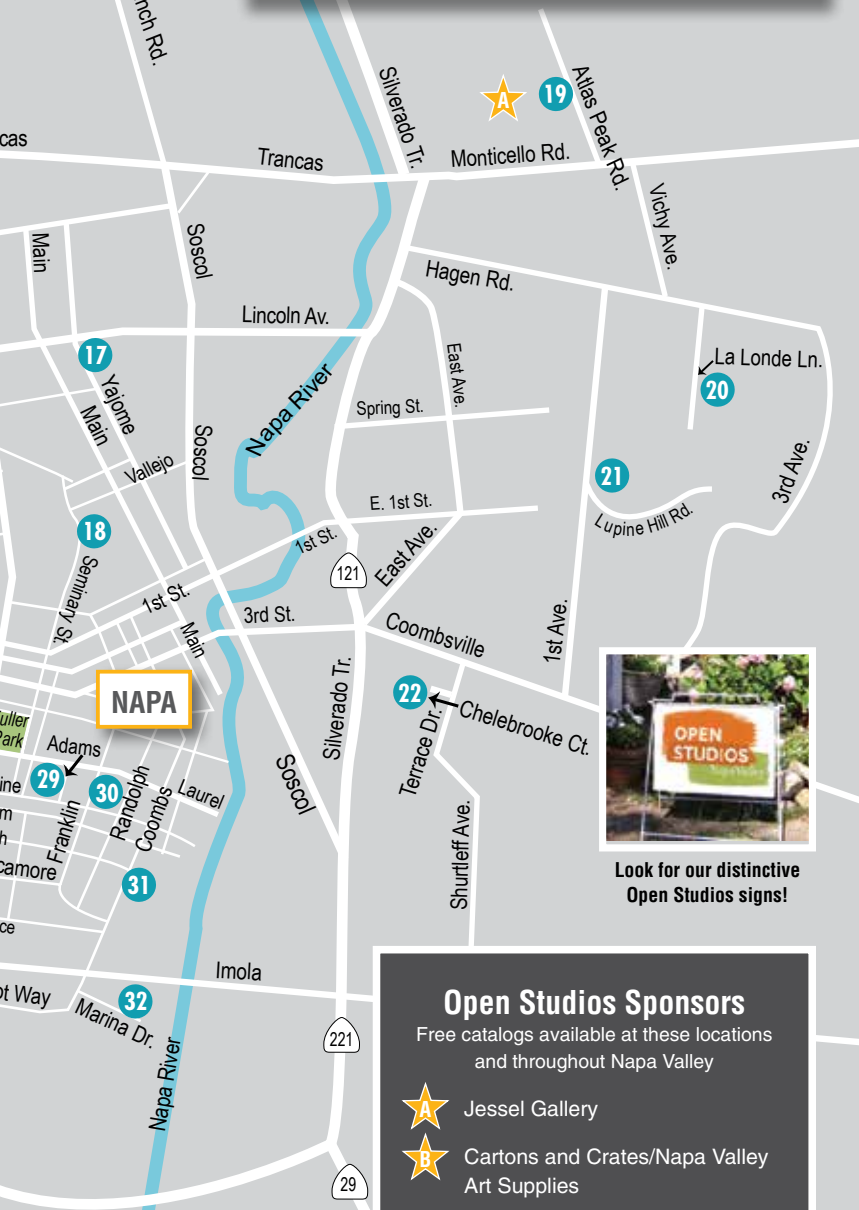 nch Rd.
Silverado Tr.
A
19
Atlas Peak Rd.
cas
Trancas
Monticello Rd.
Vichy Ave.
Main
Soscol
Hagen Rd.
Lincoln Av.
17
Yajome
Main
East Ave.
La Londe Ln.
20
Napa River
Spring St.
Soscol
Vallejo
21
3rd Ave.
E. 1st St.
Lupine Hill Rd.
18
1st St.
121
East Ave.
Seminary St.
1st St.
3rd St.
Main
Coombsville
1st Ave.
NAPA
22
Chelebrooke Ct.
Silverado Tr.
Terrace Dr.
uller
Park
Adams
29
ine
30
Randolph
Coombs
Laurel
Soscol
m
Franklin
h
camore
31
Shurtleff Ave.
OPEN
STUDIOS
Look for our distinctive
Open Studios signs!
ce
Imola
ot Way
32
Marina Dr.
Napa River
221
29
Open Studios Sponsors
Free catalogs available at these locations
and throughout Napa Valley
A Jessel Gallery
B Cartons and Crates/Napa Valley
Art Supplies